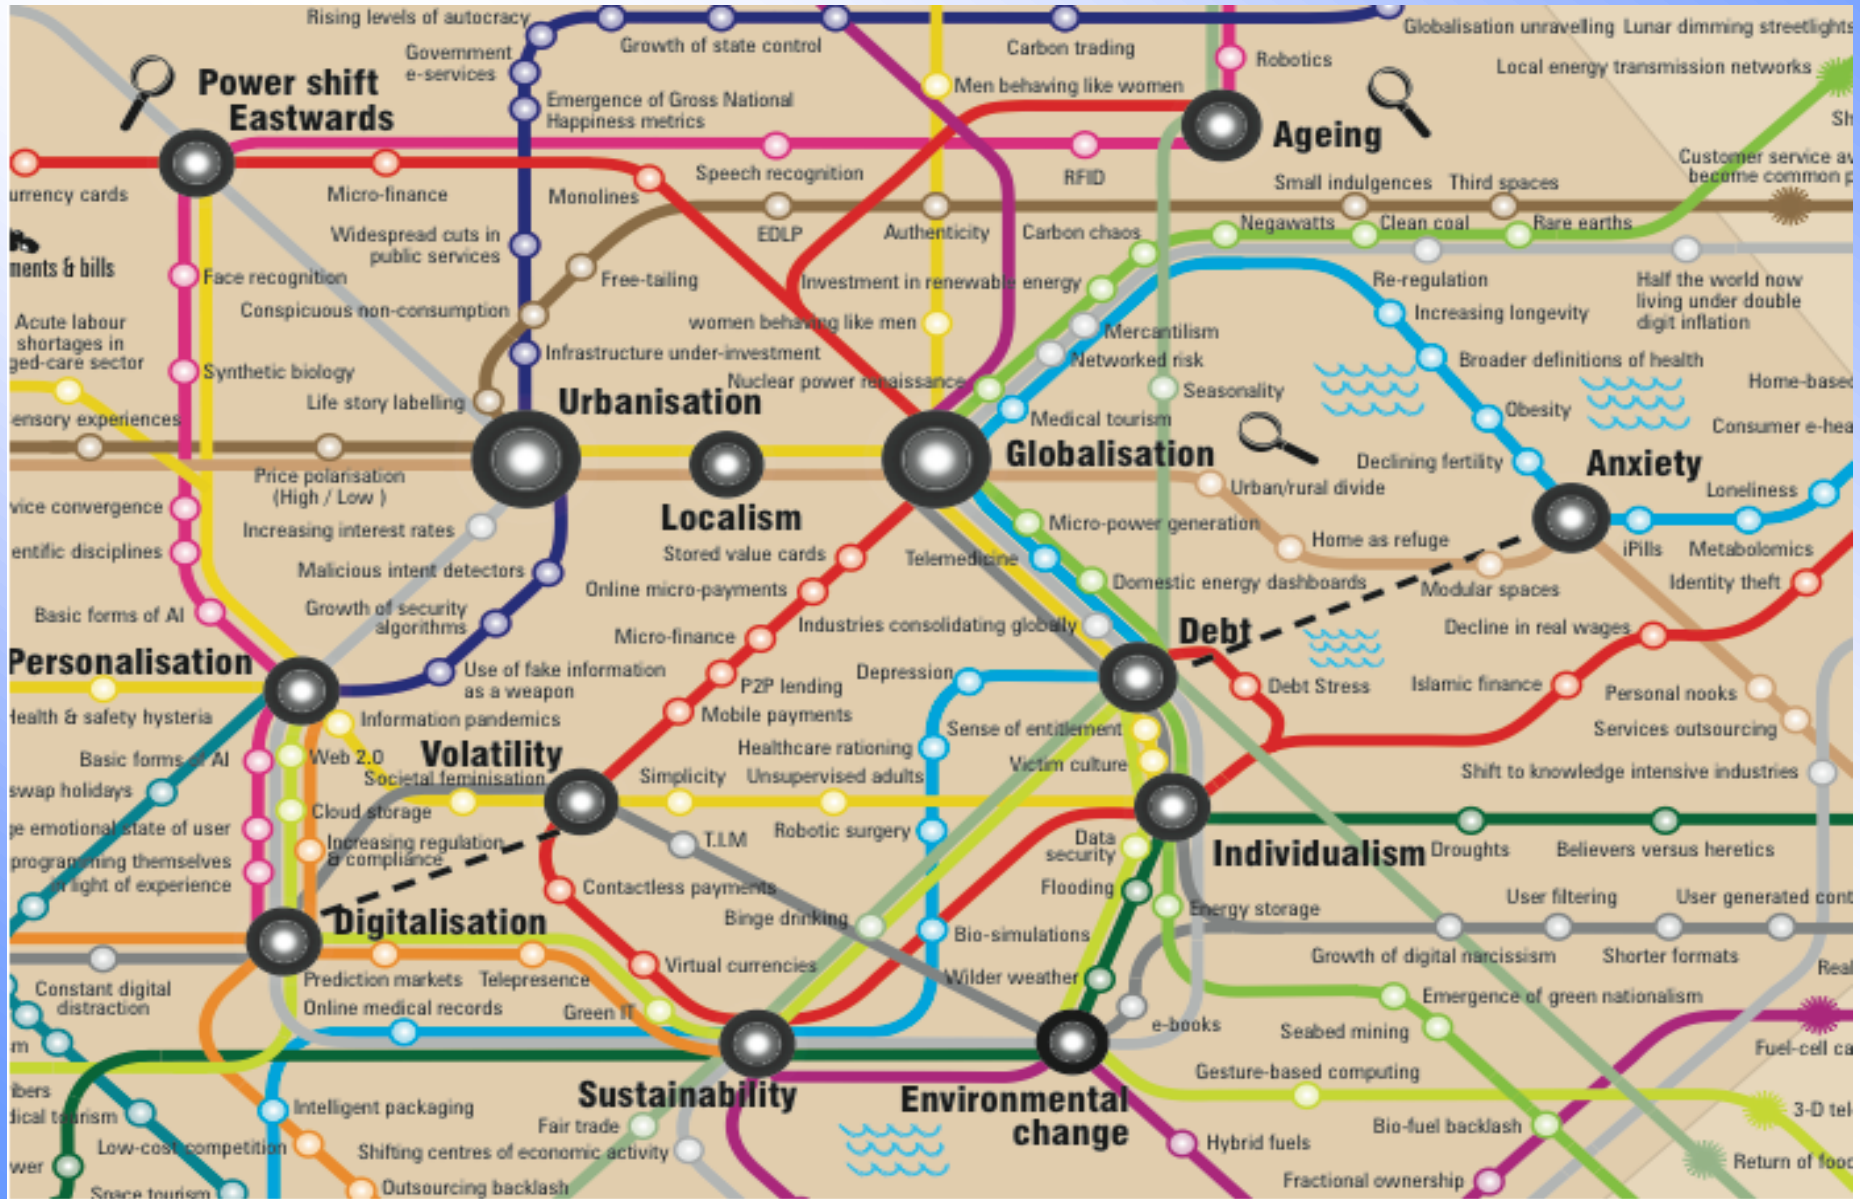 Rising levels of autocracy
Growth of state control
Carbon trading
Globalisation unravelling
Lunar dimming streetlights
Government
e-services
Robotics
Local energy transmission networks
Power shift
Eastwards
Emergence of Gross National
Happiness metrics
Men behaving like women
Ageing
Customer service
become common
urrency cards
Micro-finance
Monolines
Speech recognition
RFID
Small indulgences
Third spaces
Widespread cuts in
public services
EDLP
Authenticity
Carbon chaos
Negawatts
Clean coal
Rare earths
ments & bills
Face recognition
Free-tailing
Investment in renewable energy
Re-regulation
Half the world now
living under double
digit inflation
Conspicuous non-consumption
women behaving like men
Mercantilism
Increasing longevity
Acute labour
shortages in
ged-care sector
Infrastructure under-investment
Networked risk
Broader definitions of health
Synthetic biology
Nuclear power renaissance
Seasonality
Home-based
Life story labelling
Urbanisation
Medical tourism
Obesity
ensory experiences
Consumer e-hea
Globalisation
Declining fertility
Anxiety
Price polarisation
(High / Low )
Urban/rural divide
Loneliness
vice convergence
Localism
Increasing interest rates
Micro-power generation
Home as refuge
iPills
Metabolomics
entific disciplines
Stored value cards
Telemedicine
Malicious intent detectors
Online micro-payments
Domestic energy dashboards
Modular spaces
Identity theft
Basic forms of AI
Growth of security
algorithms
Micro-finance
Industries consolidating globally
Debt
Decline in real wages
Personalisation
Use of fake information
as a weapon
P2P lending
Depression
Debt Stress
Islamic finance
Personal nooks
Health & safety hysteria
Information pandemics
Mobile payments
Sense of entitlement
Services outsourcing
Basic forms of AI
Web 2.0
Volatility
Healthcare rationing
Victim culture
Societal feminisation
Simplicity
Unsupervised adults
Shift to knowledge intensive industries
swap holidays
Cloud storage
ge emotional state of user
Increasing regulation
& compliance
T.I.M
Robotic surgery
Data
security
Individualism
Droughts
Believers versus heretics
programming themselves
light of experience
Contactless payments
Flooding
Binge drinking
Energy storage
User filtering
User generated cont
Digitalisation
Bio-simulations
Growth of digital narcissism
Shorter formats
Prediction markets
Telepresence
Virtual currencies
Wilder weather
Real
Constant digital
distraction
Online medical records
Green IT
e-books
Emergence of green nationalism
Seabed mining
Fuel-cell ca
Gesture-based computing
Sustainability
Environmental
change
ibers
dical tourism
Intelligent packaging
Fair trade
Bio-fuel backlash
3-D tel
Low-cost competition
Shifting centres of economic activity
Hybrid fuels
Return of food
wer
Space tourism
Outsourcing backlash
Fractional ownership